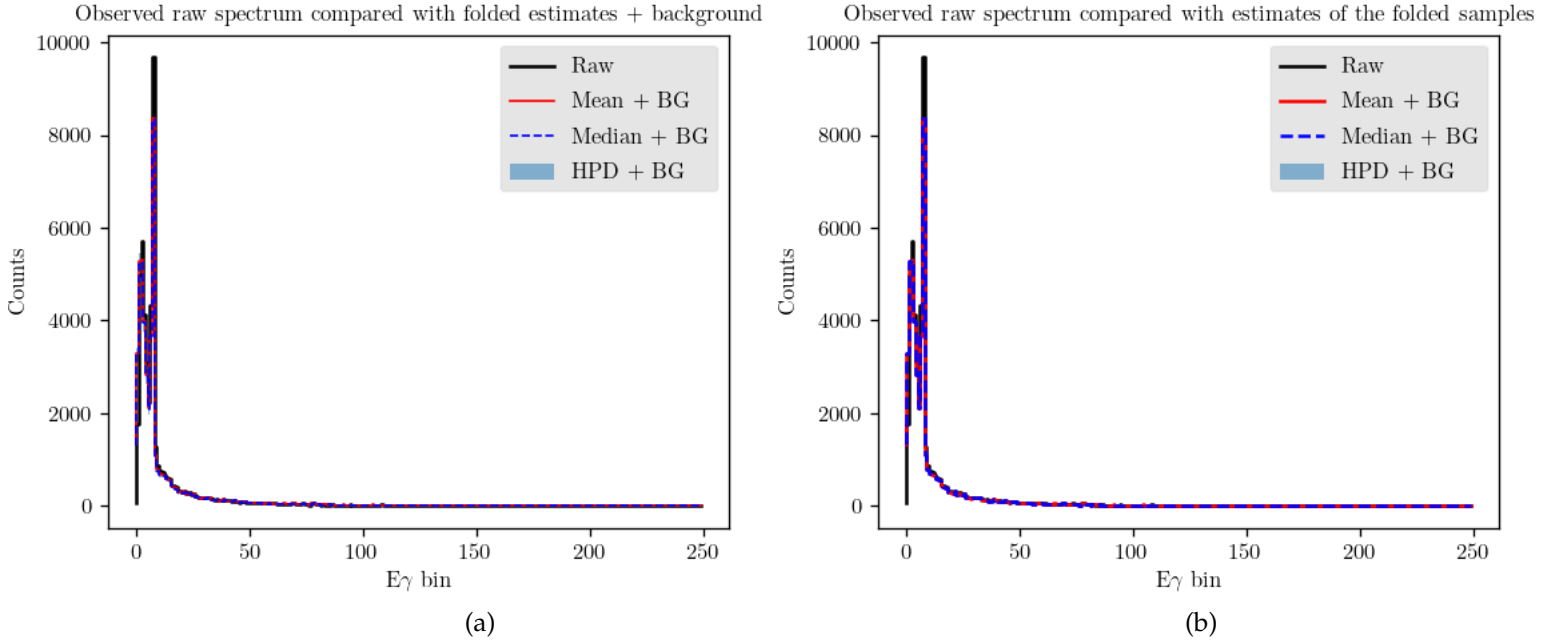 Observed raw spectrum compared with folded estimates + background
10000
8000
6000
4000
2000
0
Counts
Raw
Mean + BG
Median + BG
HPD + BG
0 50 100 150 200 250
Eγ bin
(a)
Observed raw spectrum compared with estimates of the folded samples
10000
8000
6000
4000
2000
0
Counts
Raw
Mean + BG
Median + BG
HPD + BG
0 50 100 150 200 250
Eγ bin
(b)